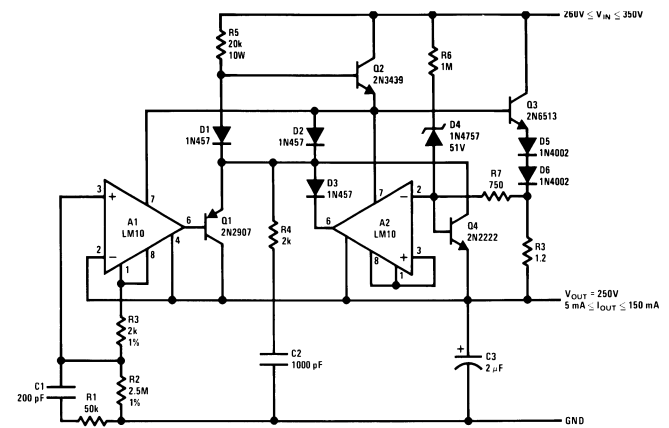 260V ≤ VIN ≤ 350V
R5
20k
10W
R6
1M
Q2
2N3439
Q3
2N6513
D1
1N457
D2
1N457
D4
1N4757
51V
D5
1N4002
D6
1N4002
R7
750
D3
1N457
3
+
7
A1
LM10
6
2
−
4
1
8
Q1
2N2907
R4
2k
6
7
−
2
A2
LM10
+
3
8
1
Q4
2N2222
R3
1.2
VOUT = 250V
5 mA ≤ IOUT ≤ 150 mA
R3
2k
1%
C1
200 pF
R1
50k
R2
2.5M
1%
C2
1000 pF
+
C3
2 μF
GND